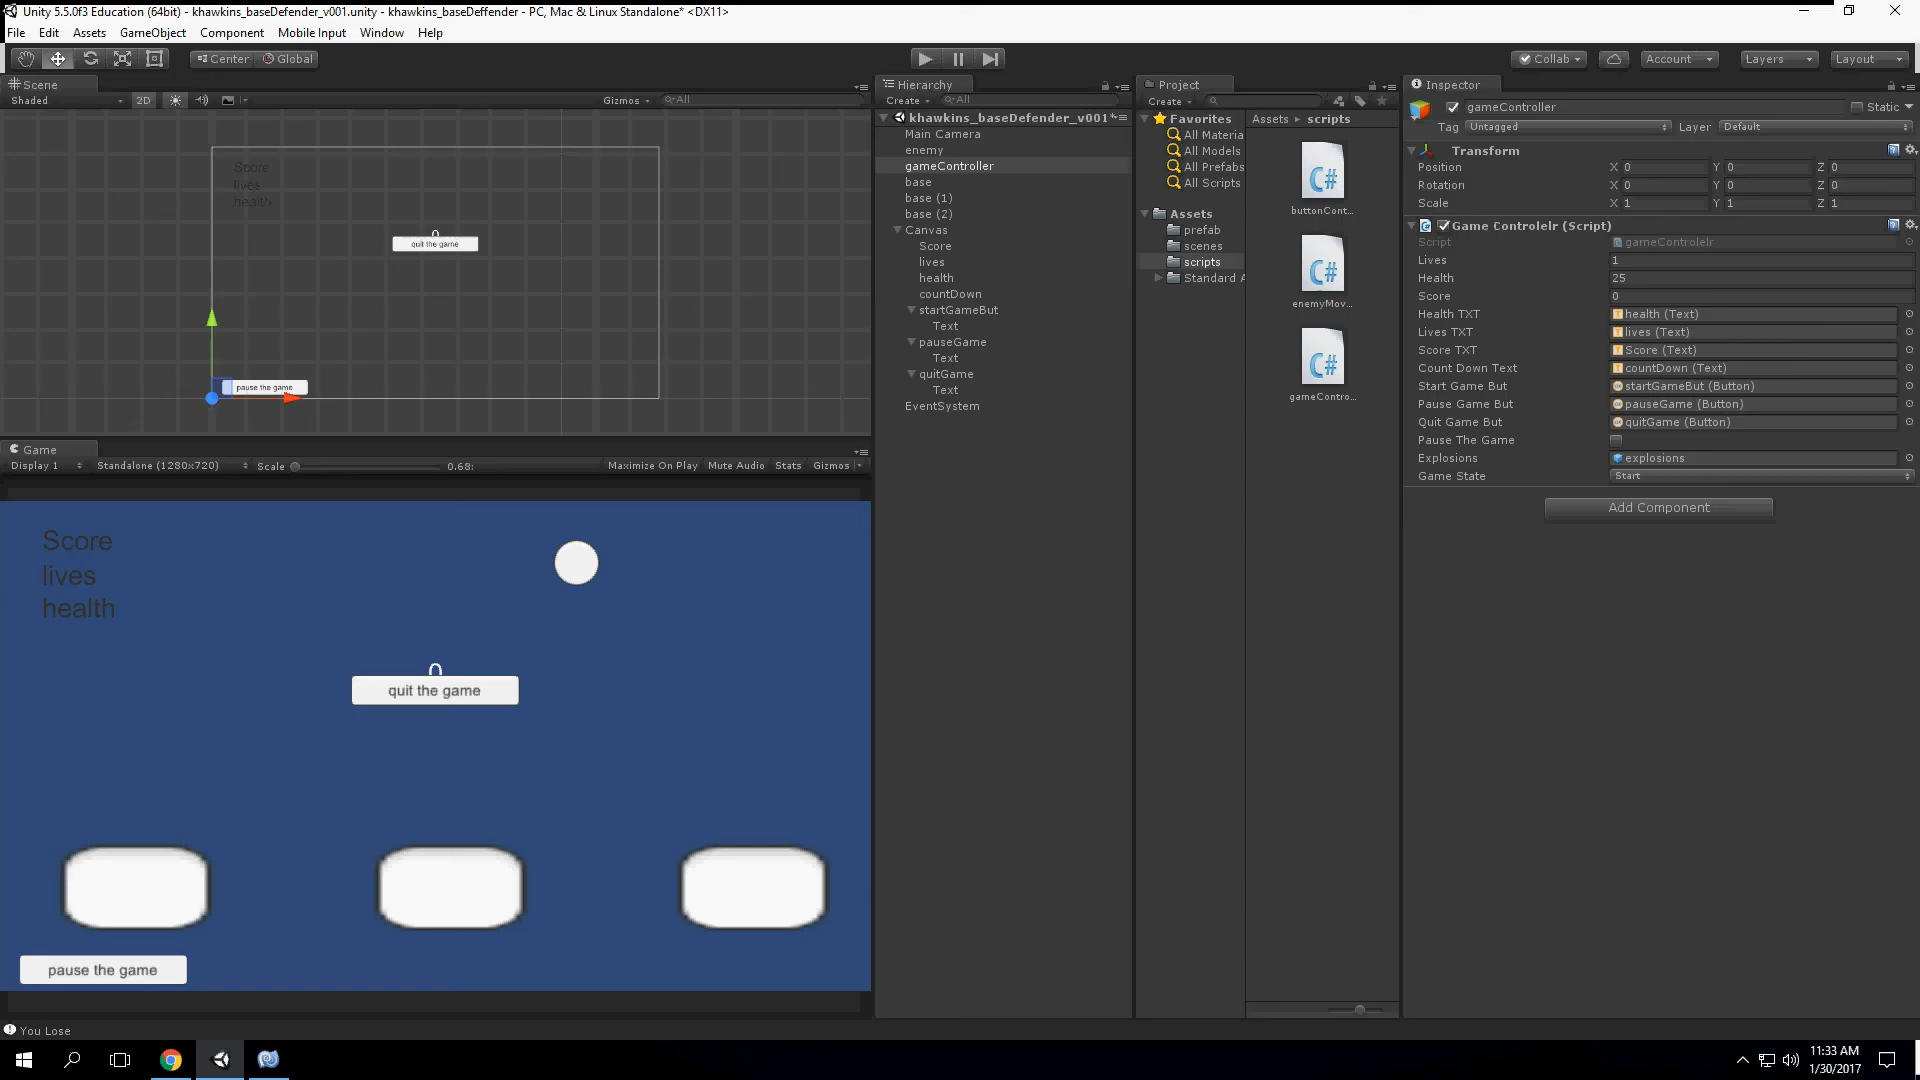 Unity 5.5.0f3 Education (64bit) - khawkins_baseDefender_v001.unity - khawkins_baseDeffender - PC, Mac & Linux Standalone* <DX11>
File Edit Assets GameObject Component Mobile Input Window Help
Center Global
Collab Account Layers Layout
Scene
Shaded 2D Gizmos All
Score
lives
health
0
quit the game
pause the game
Game
Display 1 Standalone (1280x720) Scale 0.68: Maximize On Play Mute Audio Stats Gizmos
Score
lives
health
0
quit the game
pause the game
You Lose
Hierarchy
Create All
khawkins_baseDefender_v001*
Main Camera
enemy
gameController
base
base (1)
base (2)
Canvas
Score
lives
health
countDown
startGameBut
Text
pauseGame
Text
quitGame
Text
EventSystem
Project
Create
Favorites
All Materia
All Models
All Prefabs
All Scripts
Assets
prefab
scenes
scripts
Standard A
Assets scripts
C#
buttonCont...
C#
enemyMov...
C#
gameContro...
Inspector
gameController Static
Tag Untagged Layer Default
Transform
Position X 0 Y 0 Z 0
Rotation X 0 Y 0 Z 0
Scale X 1 Y 1 Z 1
Game Controlelr (Script)
Script gameControlelr
Lives 1
Health 25
Score 0
Health TXT health (Text)
Lives TXT lives (Text)
Score TXT Score (Text)
Count Down Text countDown (Text)
Start Game But startGameBut (Button)
Pause Game But pauseGame (Button)
Quit Game But quitGame (Button)
Pause The Game
Explosions explosions
Game State Start
Add Component
11:33 AM
1/30/2017